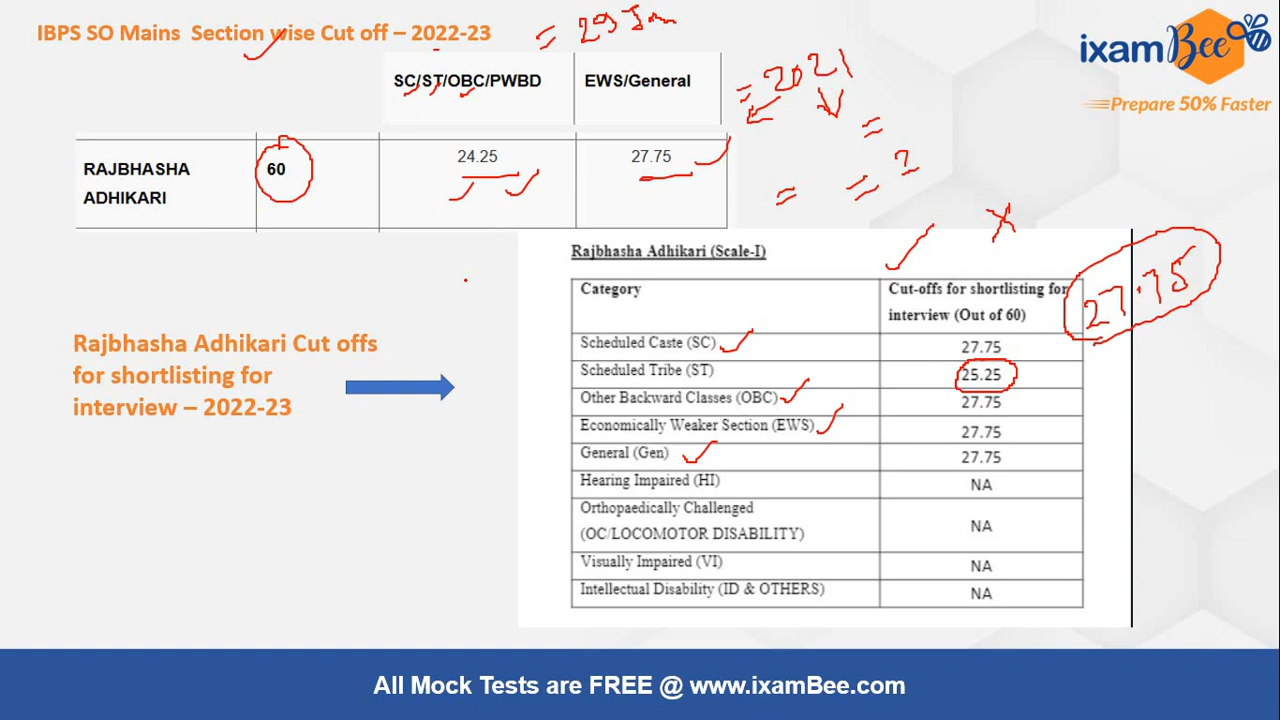 IBPS SO Mains Section wise Cut off – 2022-23
= 29 Jan
ixamBee
Prepare 50% Faster
SC/ST/OBC/PWBD EWS/General
= 2021
RAJBHASHA ADHIKARI 60 24.25 27.75
=
= = 2
Rajbhasha Adhikari (Scale-I)
Category Cut-offs for shortlisting for interview (Out of 60)
27.75
Scheduled Caste (SC) 27.75
Scheduled Tribe (ST) 25.25
Other Backward Classes (OBC) 27.75
Economically Weaker Section (EWS) 27.75
General (Gen) 27.75
Hearing Impaired (HI) NA
Orthopaedically Challenged (OC/LOCOMOTOR DISABILITY) NA
Visually Impaired (VI) NA
Intellectual Disability (ID & OTHERS) NA
Rajbhasha Adhikari Cut offs
for shortlisting for
interview – 2022-23
All Mock Tests are FREE @ www.ixamBee.com